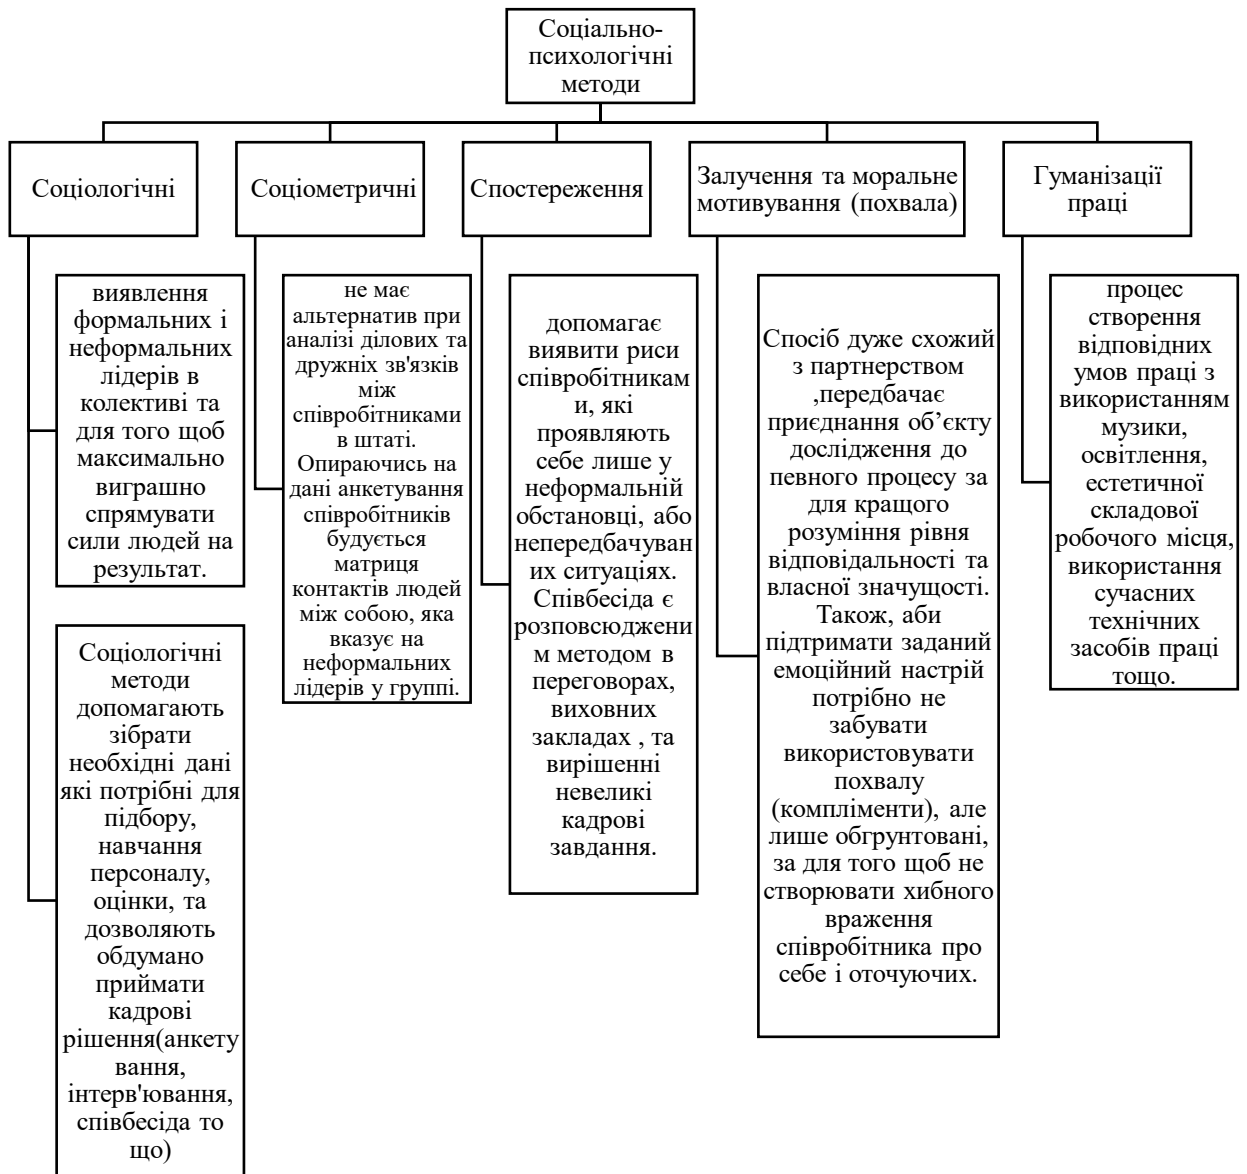 Соціально-
психологічні
методи
Соціологічні
Соціометричні
Спостереження
Залучення та моральне
мотивування (похвала)
Гуманізації
праці
виявлення
формальних і
неформальних
лідерів в
колективі та
для того щоб
максимально
виграшно
спрямувати
сили людей на
результат.
Соціологічні
методи
допомагають
зібрати
необхідні дані
які потрібні для
підбору,
навчання
персоналу,
оцінки, та
дозволяють
обдумано
приймати
кадрові
рішення(анкету
вання,
інтерв'ювання,
співбесіда то
що)
не має
альтернатив при
аналізі ділових та
дружніх зв'язків
між
співробітниками
в штаті.
Опираючись на
дані анкетування
співробітників
будується
матриця
контактів людей
між собою, яка
вказує на
неформальних
лідерів у группі.
допомагає
виявити риси
співробітникам
и, які
проявляють
себе лише у
неформальній
обстановці, або
непередбачуван
их ситуаціях.
Співбесіда є
розповсюджени
м методом в
переговорах,
виховних
закладах , та
вирішенні
невеликі
кадрові
завдання.
Спосіб дуже схожий
з партнерством
,передбачає
приєднання об’єкту
дослідження до
певного процесу за
для кращого
розуміння рівня
відповідальності та
власної значущості.
Також, аби
підтримати заданий
емоційний настрій
потрібно не
забувати
використовувати
похвалу
(компліменти), але
лише обгрунтовані,
за для того щоб не
створювати хибного
враження
співробітника про
себе і оточуючих.
процес
створення
відповідних
умов праці з
використанням
музики,
освітлення,
естетичної
складової
робочого місця,
використання
сучасних
технічних
засобів праці
тощо.